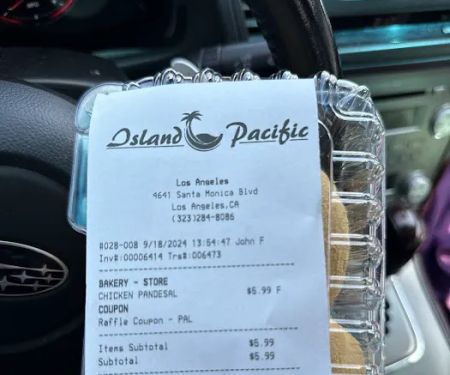 Island Pacific
Los Angeles
4641 Santa Monica Blvd
Los Angeles,CA
(323)284-8086
#028-008 9/18/2024 13:54:47 John F
Inv#:00006414 Trs#:006473
BAKERY - STORE
CHICKEN PANDESAL $5.99 F
COUPON
Raffle Coupon - PAL
Items Subtotal $5.99
Subtotal $5.99